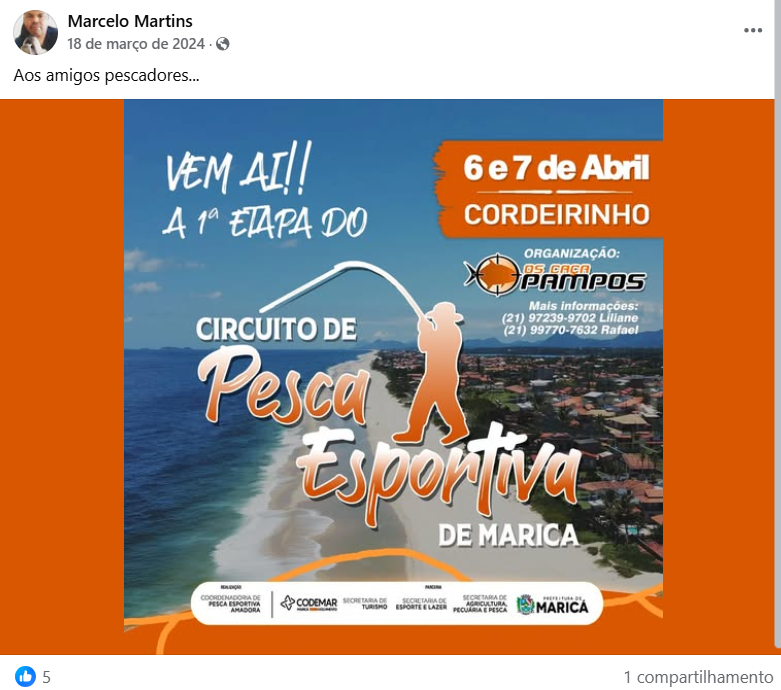 Marcelo Martins
18 de março de 2024 ·
Aos amigos pescadores...
VEM AI!!
A 1ª ETAPA DO
6 e 7 de Abril
CORDEIRINHO
ORGANIZAÇÃO:
OS CAÇA
PAMPOS
Mais informações:
(21) 97239-9702 Liliane
(21) 99770-7632 Rafael
CIRCUITO DE
Pesca
Esportiva
DE MARICA
REALIZAÇÃO
COORDENADORIA DE
PESCA ESPORTIVA
AMADORA
CODEMAR
PARCERIA
SECRETARIA DE
TURISMO
SECRETARIA DE
ESPORTE E LAZER
SECRETARIA DE
AGRICULTURA,
PECUÁRIA E PESCA
PREFEITURA DE
MARICÁ
5
1 compartilhamento